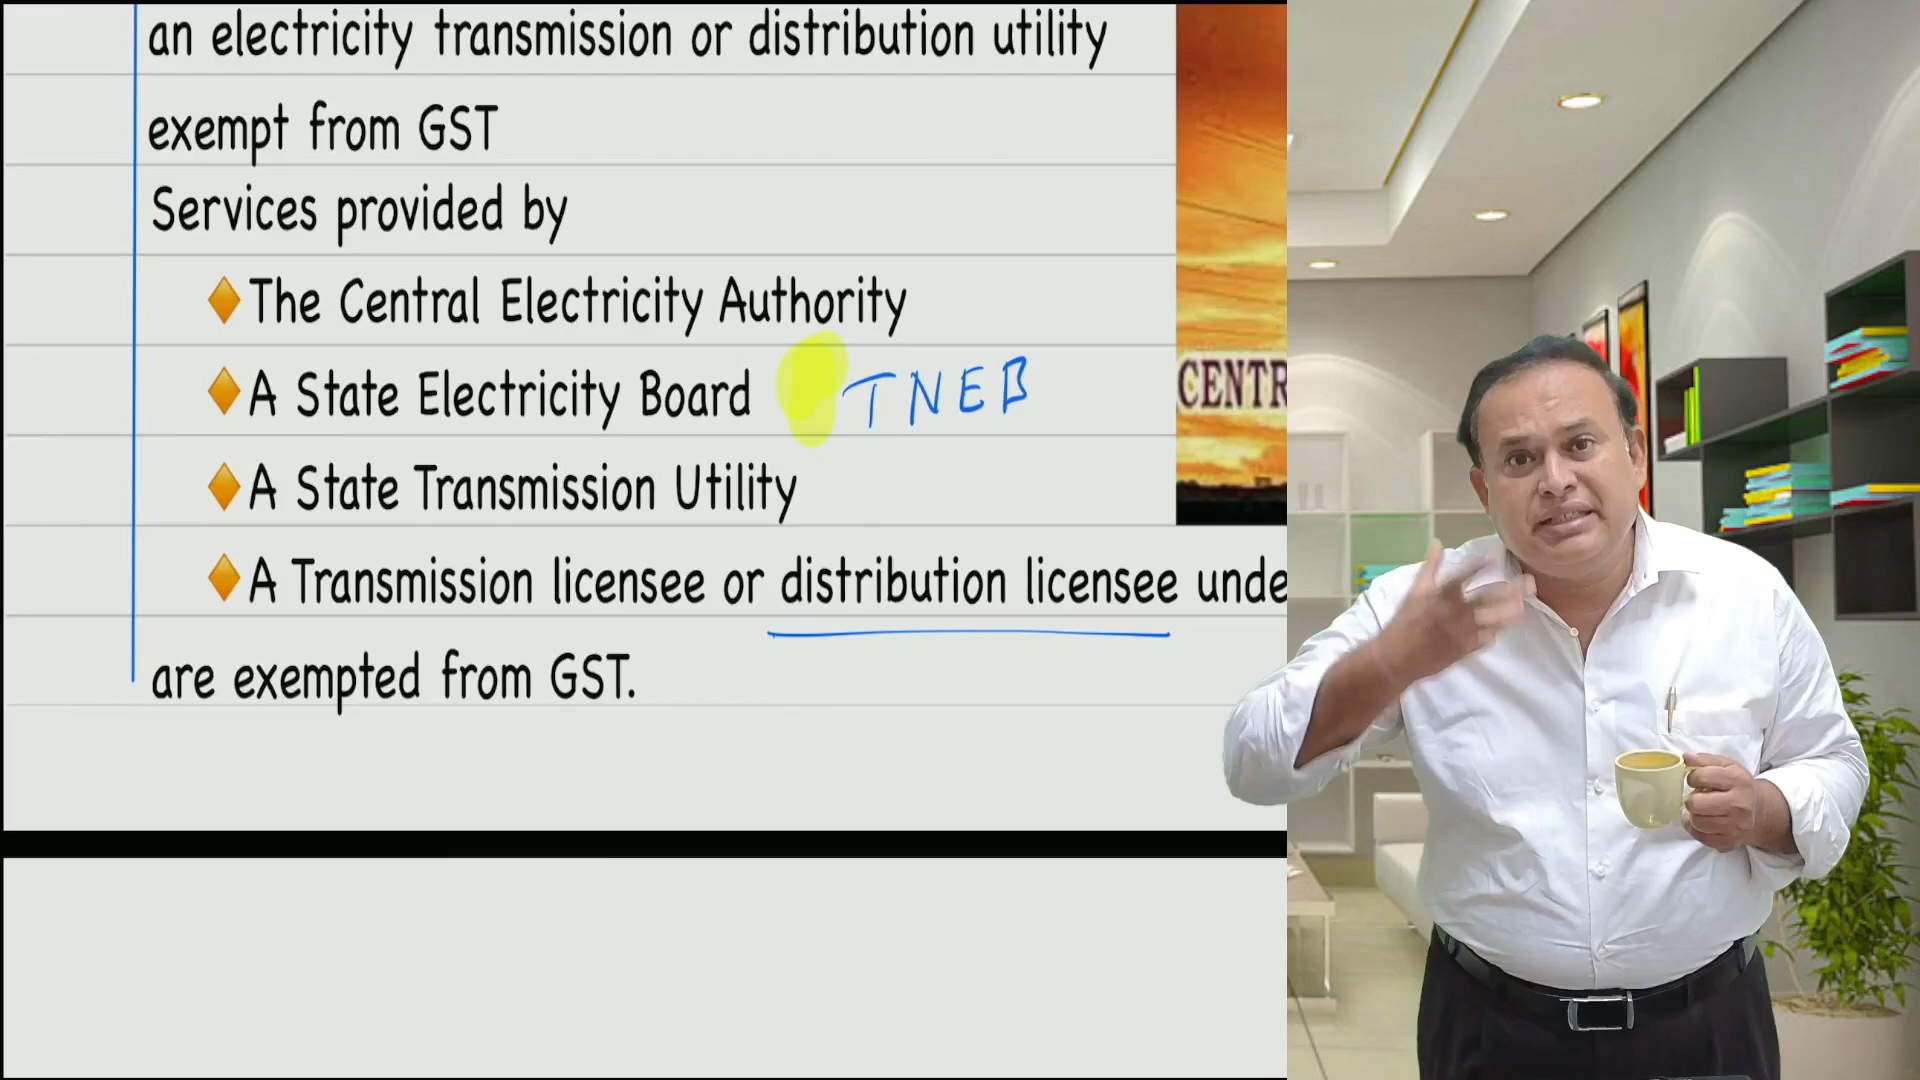 an electricity transmission or distribution utility
exempt from GST
Services provided by
The Central Electricity Authority
A State Electricity Board TNEB
CENTR
A State Transmission Utility
A Transmission licensee or distribution licensee unde
are exempted from GST.